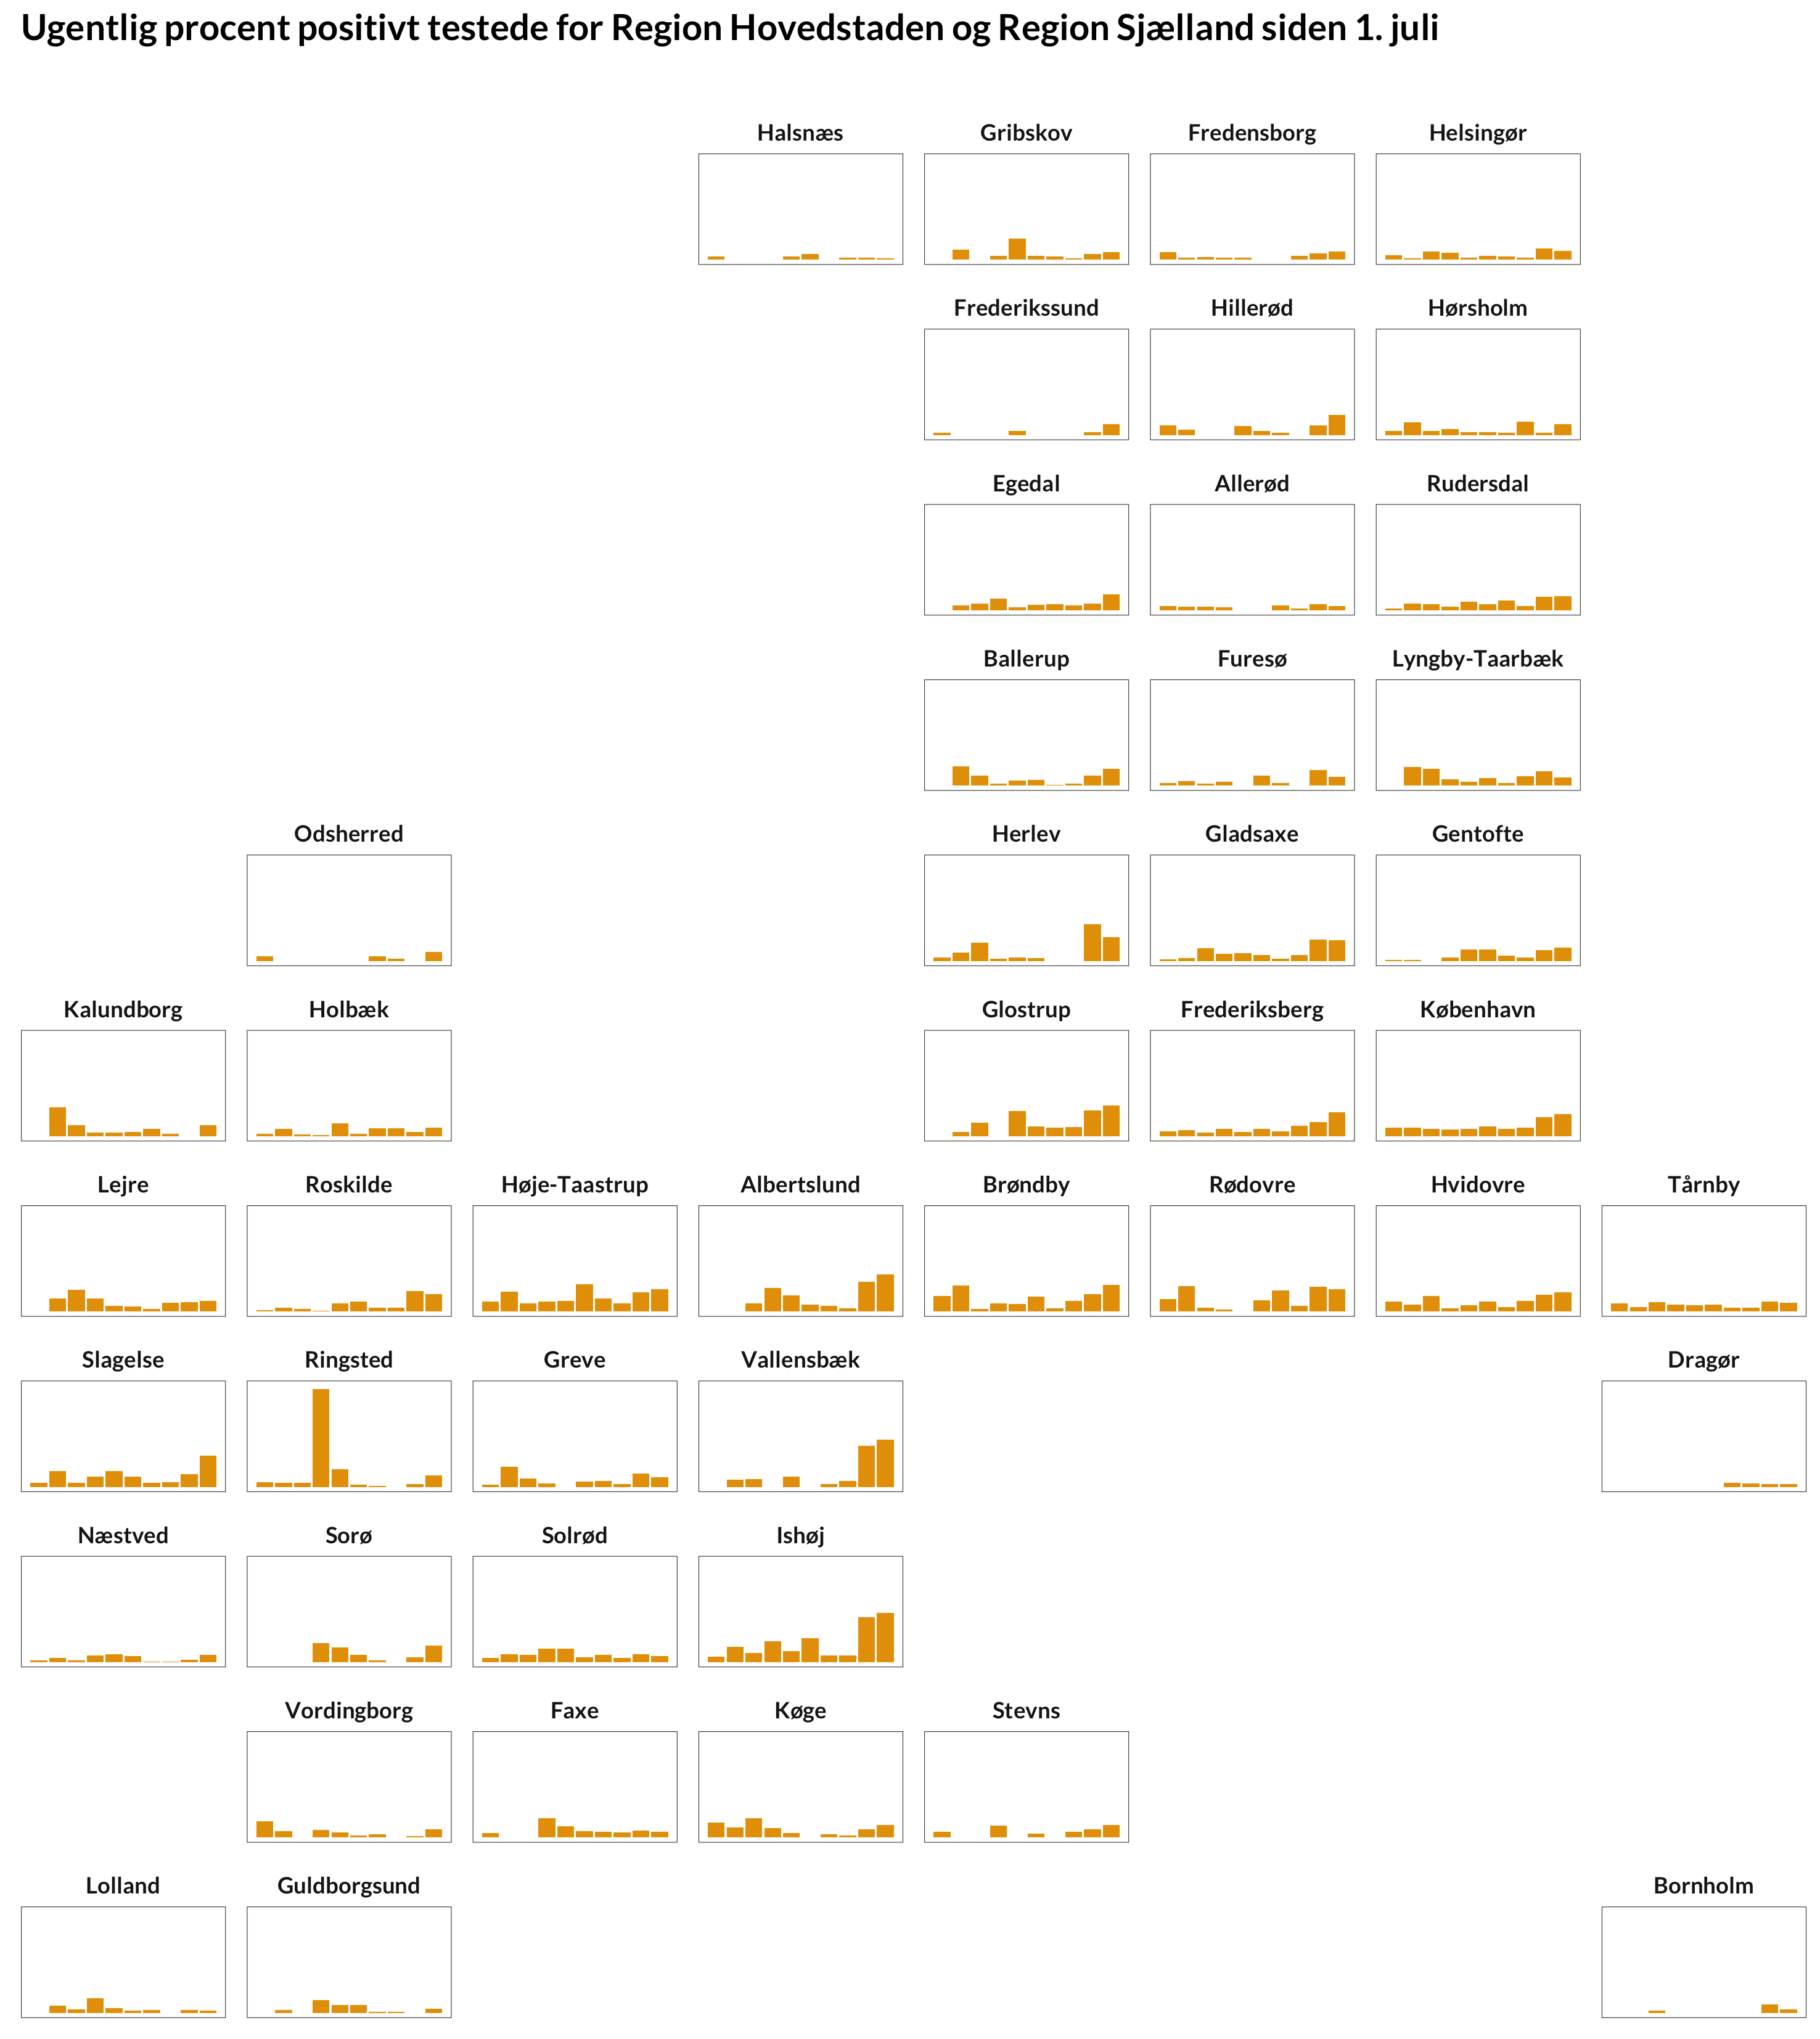 Ugentlig procent positivt testede for Region Hovedstaden og Region Sjælland siden 1. juli
Halsnæs Gribskov Fredensborg Helsingør
Frederikssund Hillerød Hørsholm
Egedal Allerød Rudersdal
Ballerup Furesø Lyngby-Taarbæk
Odsherred Herlev Gladsaxe Gentofte
Kalundborg Holbæk Glostrup Frederiksberg København
Lejre Roskilde Høje-Taastrup Albertslund Brøndby Rødovre Hvidovre Tårnby
Slagelse Ringsted Greve Vallensbæk Dragør
Næstved Sorø Solrød Ishøj
Vordingborg Faxe Køge Stevns
Lolland Guldborgsund Bornholm